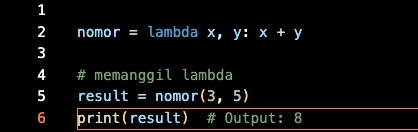 1
2 nomor = lambda x, y: x + y
3
4 # memanggil lambda
5 result = nomor(3, 5)
6 print(result)  # Output: 8